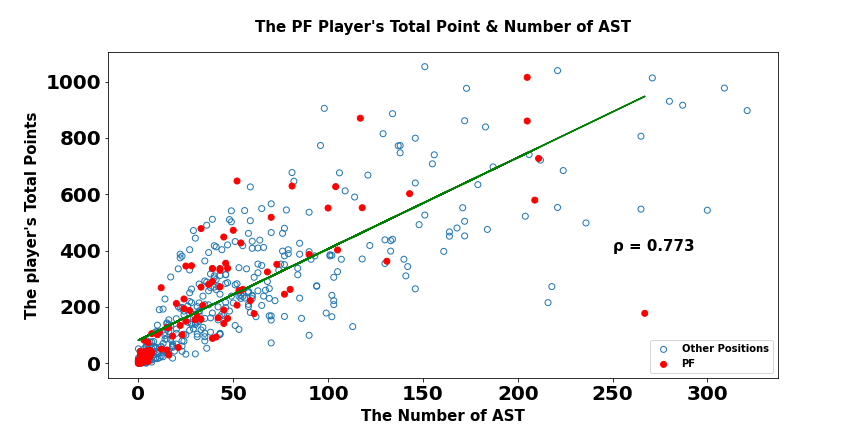 The PF Player's Total Point & Number of AST
The player's Total Points
1000
800
600
400
200
0
ρ = 0.773
Other Positions
PF
0 50 100 150 200 250 300
The Number of AST